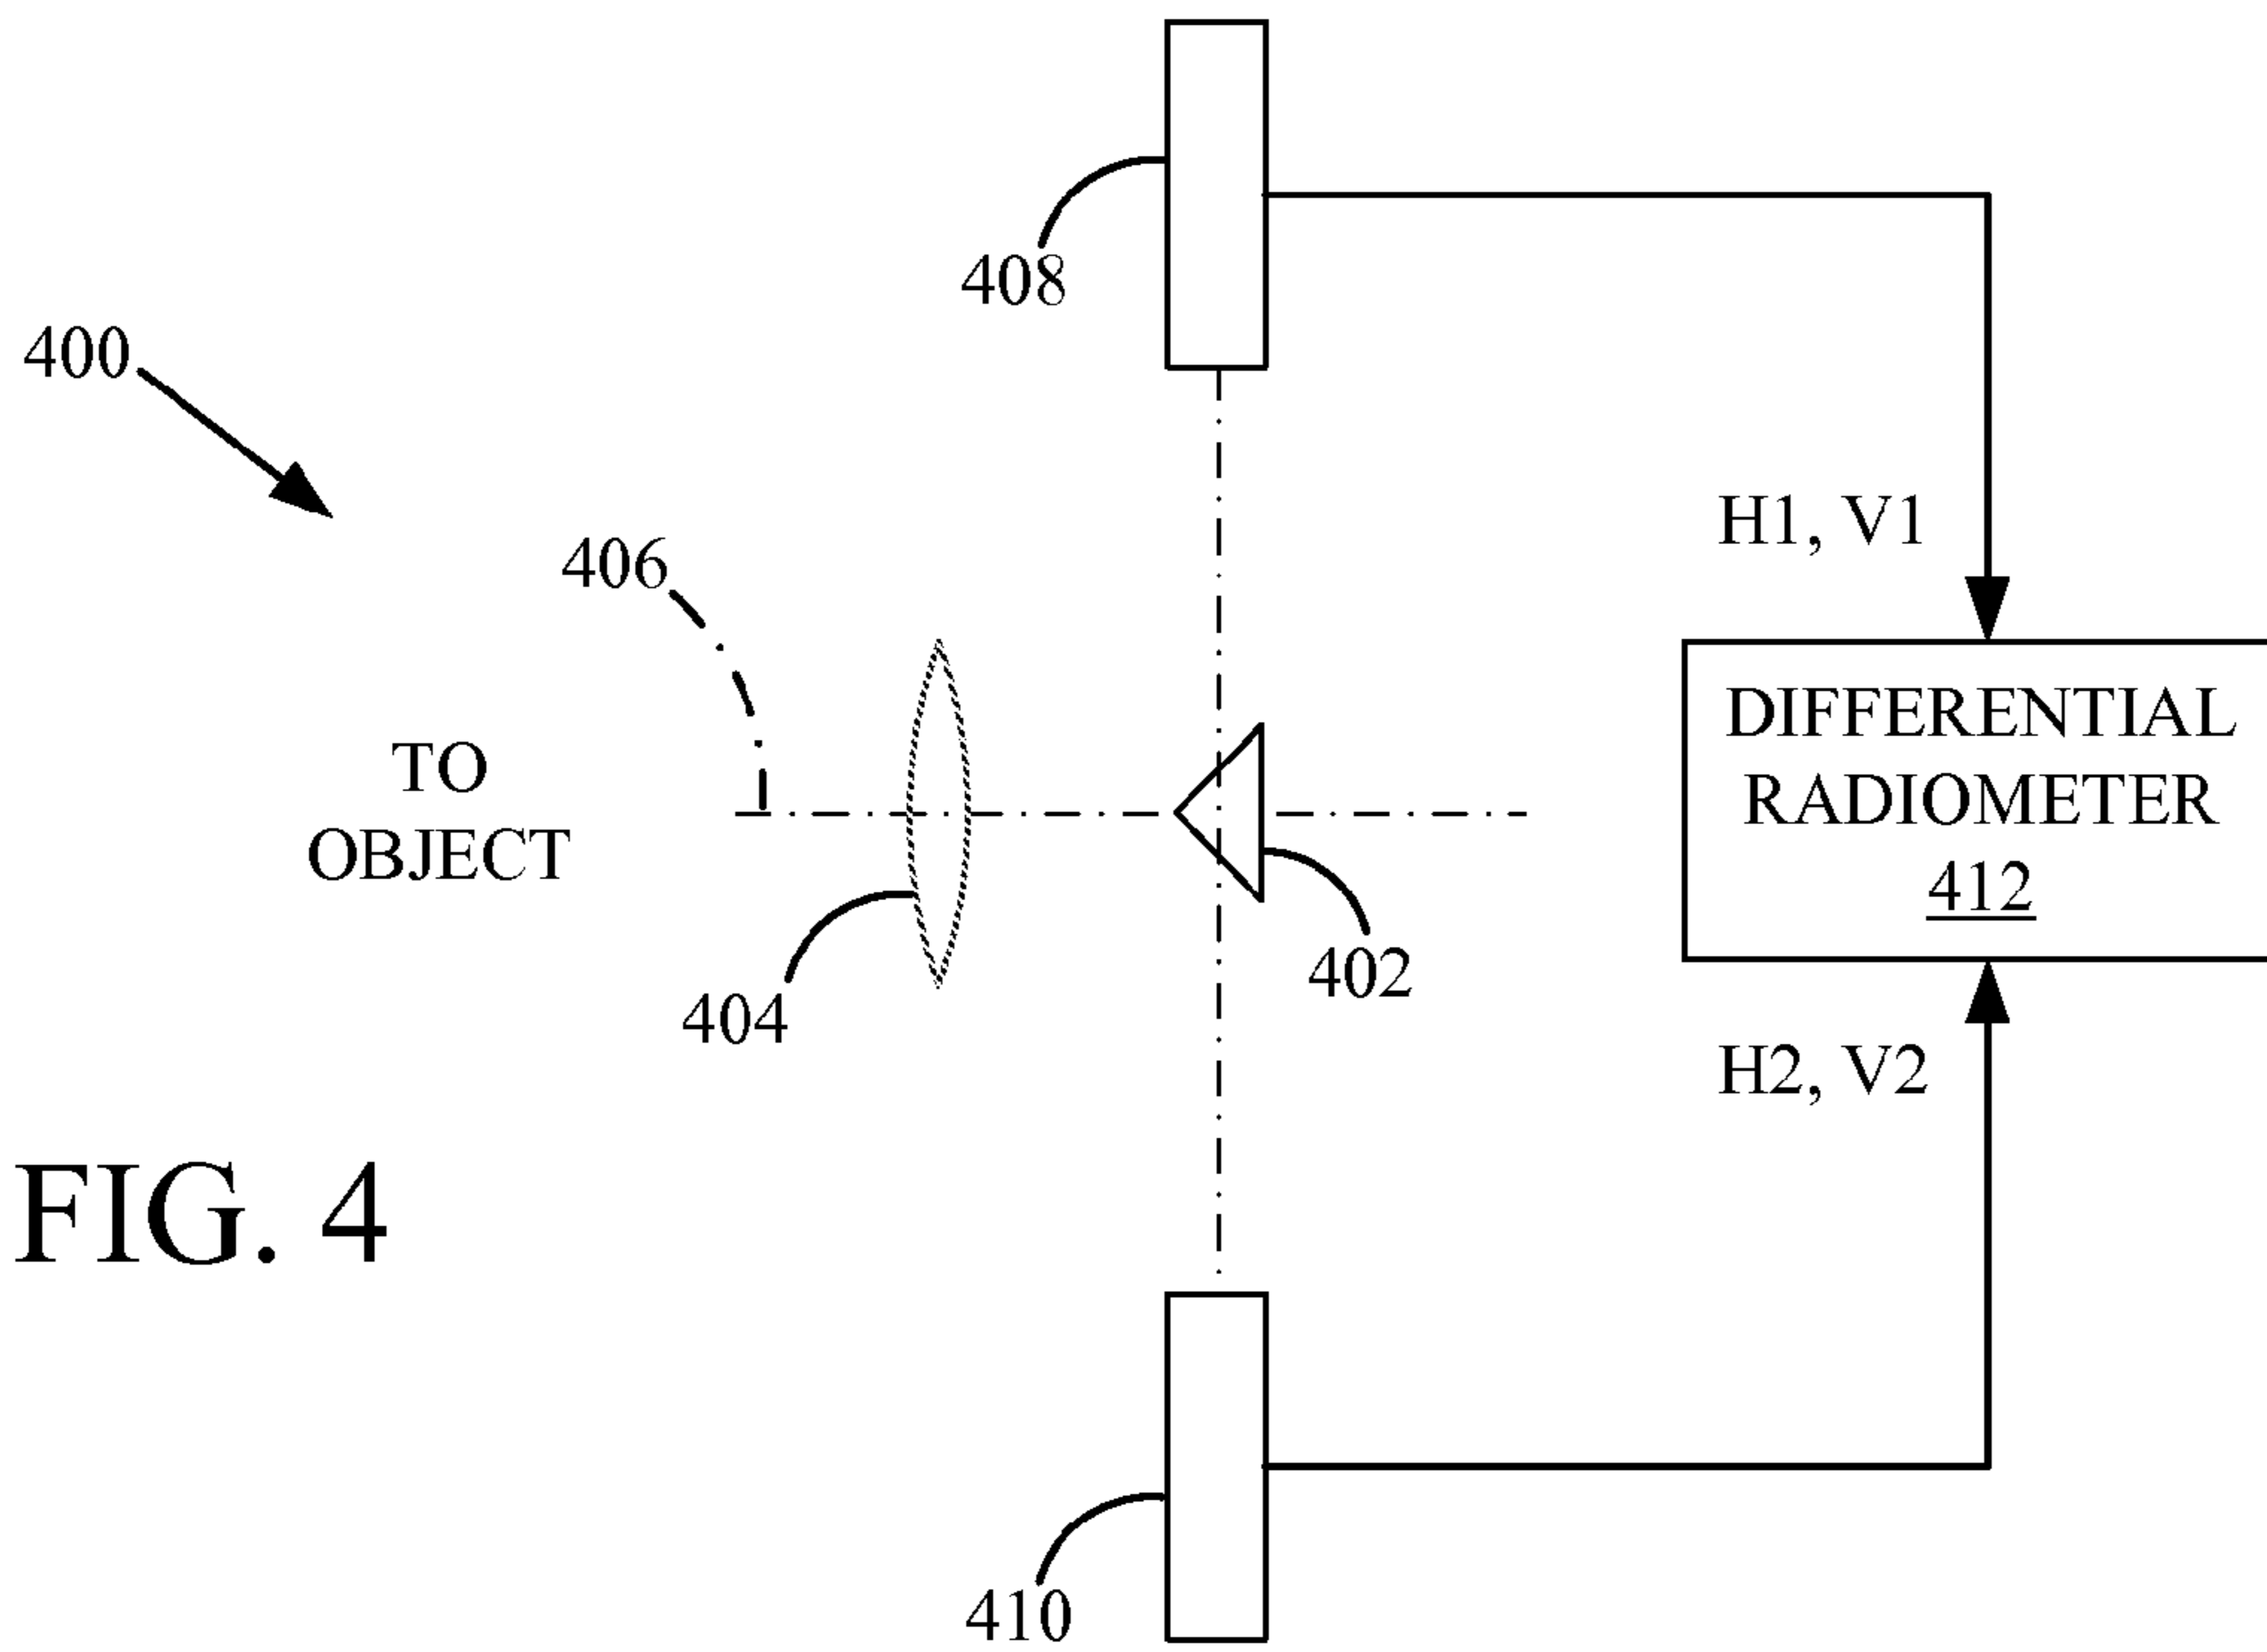 408
400
H1, V1
406
DIFFERENTIAL
RADIOMETER
412
TO
OBJECT
402
404
H2, V2
FIG. 4
410